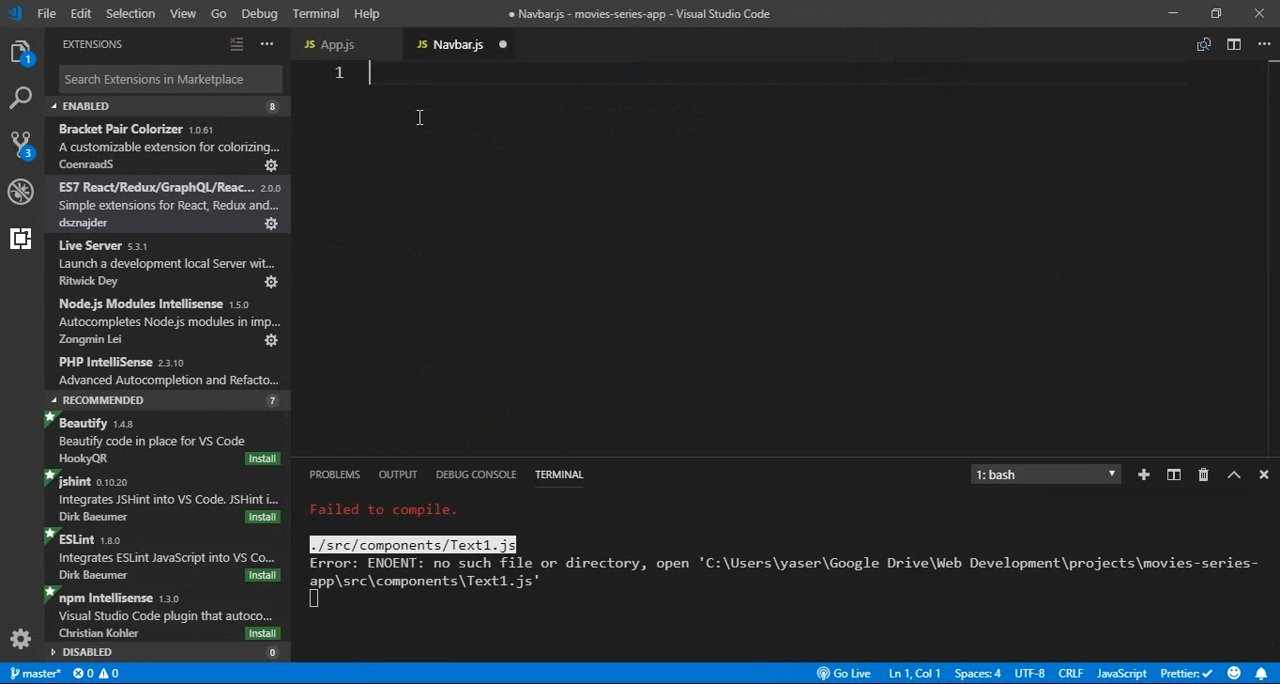 File Edit Selection View Go Debug Terminal Help
● Navbar.js - movies-series-app - Visual Studio Code
EXTENSIONS
Search Extensions in Marketplace
ENABLED 8
Bracket Pair Colorizer 1.0.61
A customizable extension for colorizing...
CoenraadS
ES7 React/Redux/GraphQL/Reac... 2.0.0
Simple extensions for React, Redux and...
dsznajder
Live Server 5.3.1
Launch a development local Server wit...
Ritwick Dey
Node.js Modules Intellisense 1.5.0
Autocompletes Node.js modules in imp...
Zongmin Lei
PHP IntelliSense 2.3.10
Advanced Autocompletion and Refacto...
RECOMMENDED 7
Beautify 1.4.8
Beautify code in place for VS Code
HookyQR Install
jshint 0.10.20
Integrates JSHint into VS Code. JSHint i...
Dirk Baeumer Install
ESLint 1.8.0
Integrates ESLint JavaScript into VS Co...
Dirk Baeumer Install
npm Intellisense 1.3.0
Visual Studio Code plugin that autoco...
Christian Kohler Install
DISABLED 0
1
3
JS App.js JS Navbar.js
1
PROBLEMS OUTPUT DEBUG CONSOLE TERMINAL 1: bash
Failed to compile.
./src/components/Text1.js
Error: ENOENT: no such file or directory, open 'C:\Users\yaser\Google Drive\Web Development\projects\movies-series-
app\src\components\Text1.js'
master* 0 0 Go Live Ln 1, Col 1 Spaces: 4 UTF-8 CRLF JavaScript Prettier: ✓